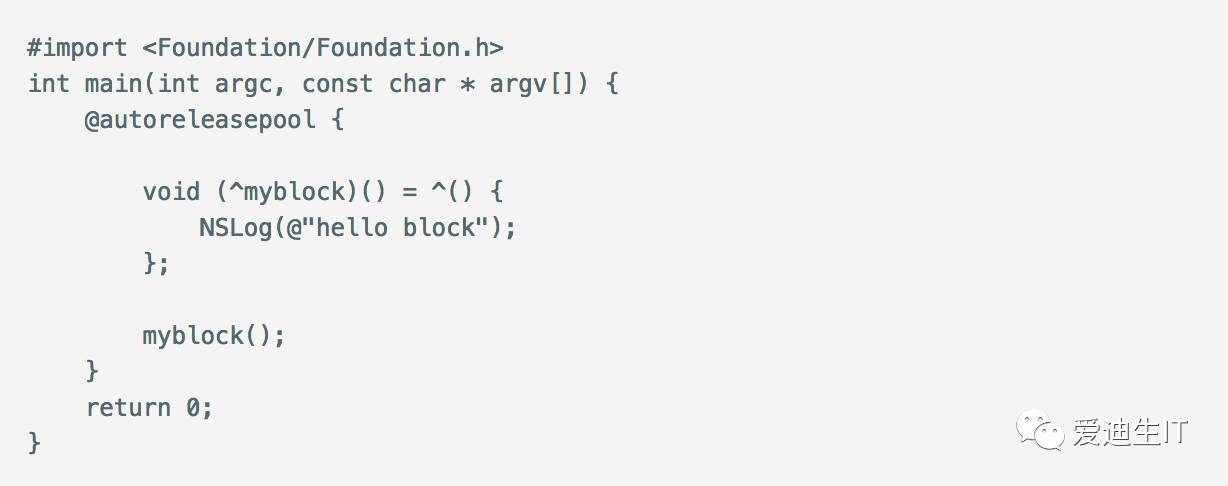 #import <Foundation/Foundation.h>
int main(int argc, const char * argv[]) {
    @autoreleasepool {
        void (^myblock)() = ^() {
            NSLog(@"hello block");
        };
        myblock();
    }
    return 0;
}
爱迪生IT